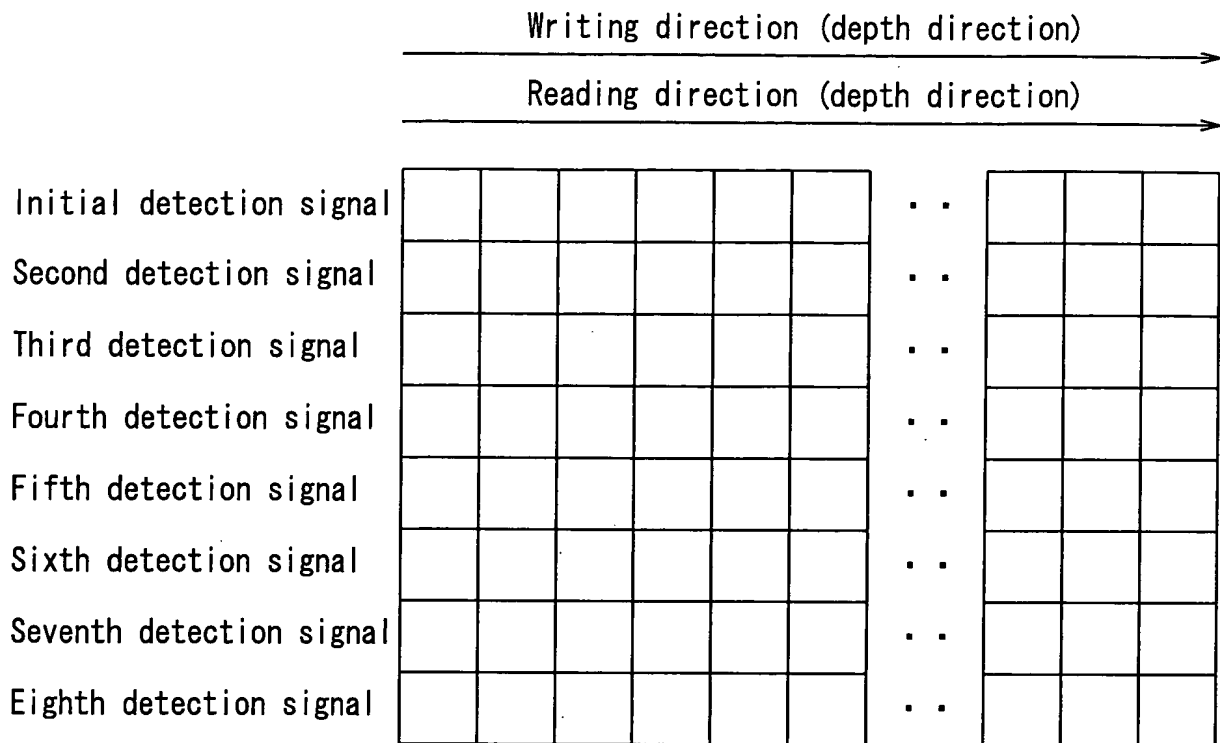 Writing direction (depth direction)
Reading direction (depth direction)
Initial detection signal
Second detection signal
Third detection signal
Fourth detection signal
Fifth detection signal
Sixth detection signal
Seventh detection signal
Eighth detection signal